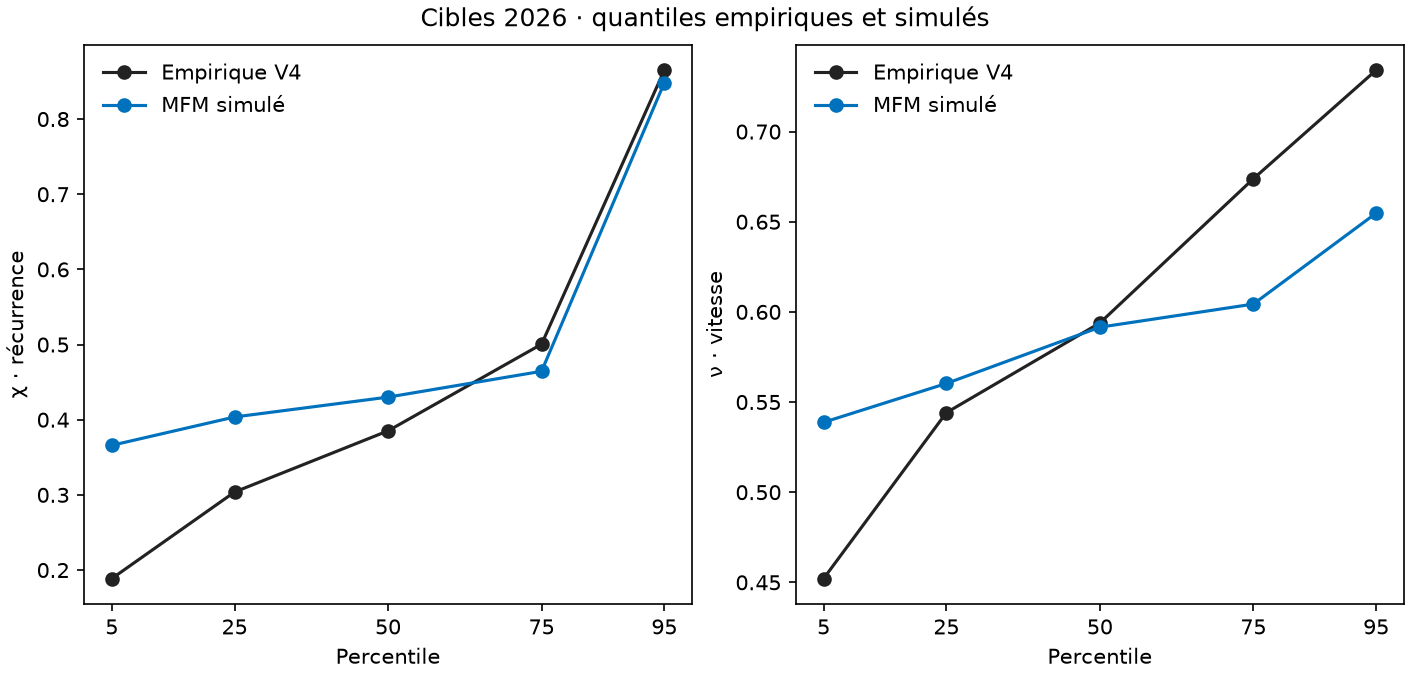 Cibles 2026 · quantiles empiriques et simulés
Empirique V4
MFM simulé
0.8
0.7
0.6
0.5
0.4
0.3
0.2
χ · récurrence
5
25
50
75
95
Percentile
Empirique V4
MFM simulé
0.70
0.65
0.60
0.55
0.50
0.45
ν · vitesse
5
25
50
75
95
Percentile